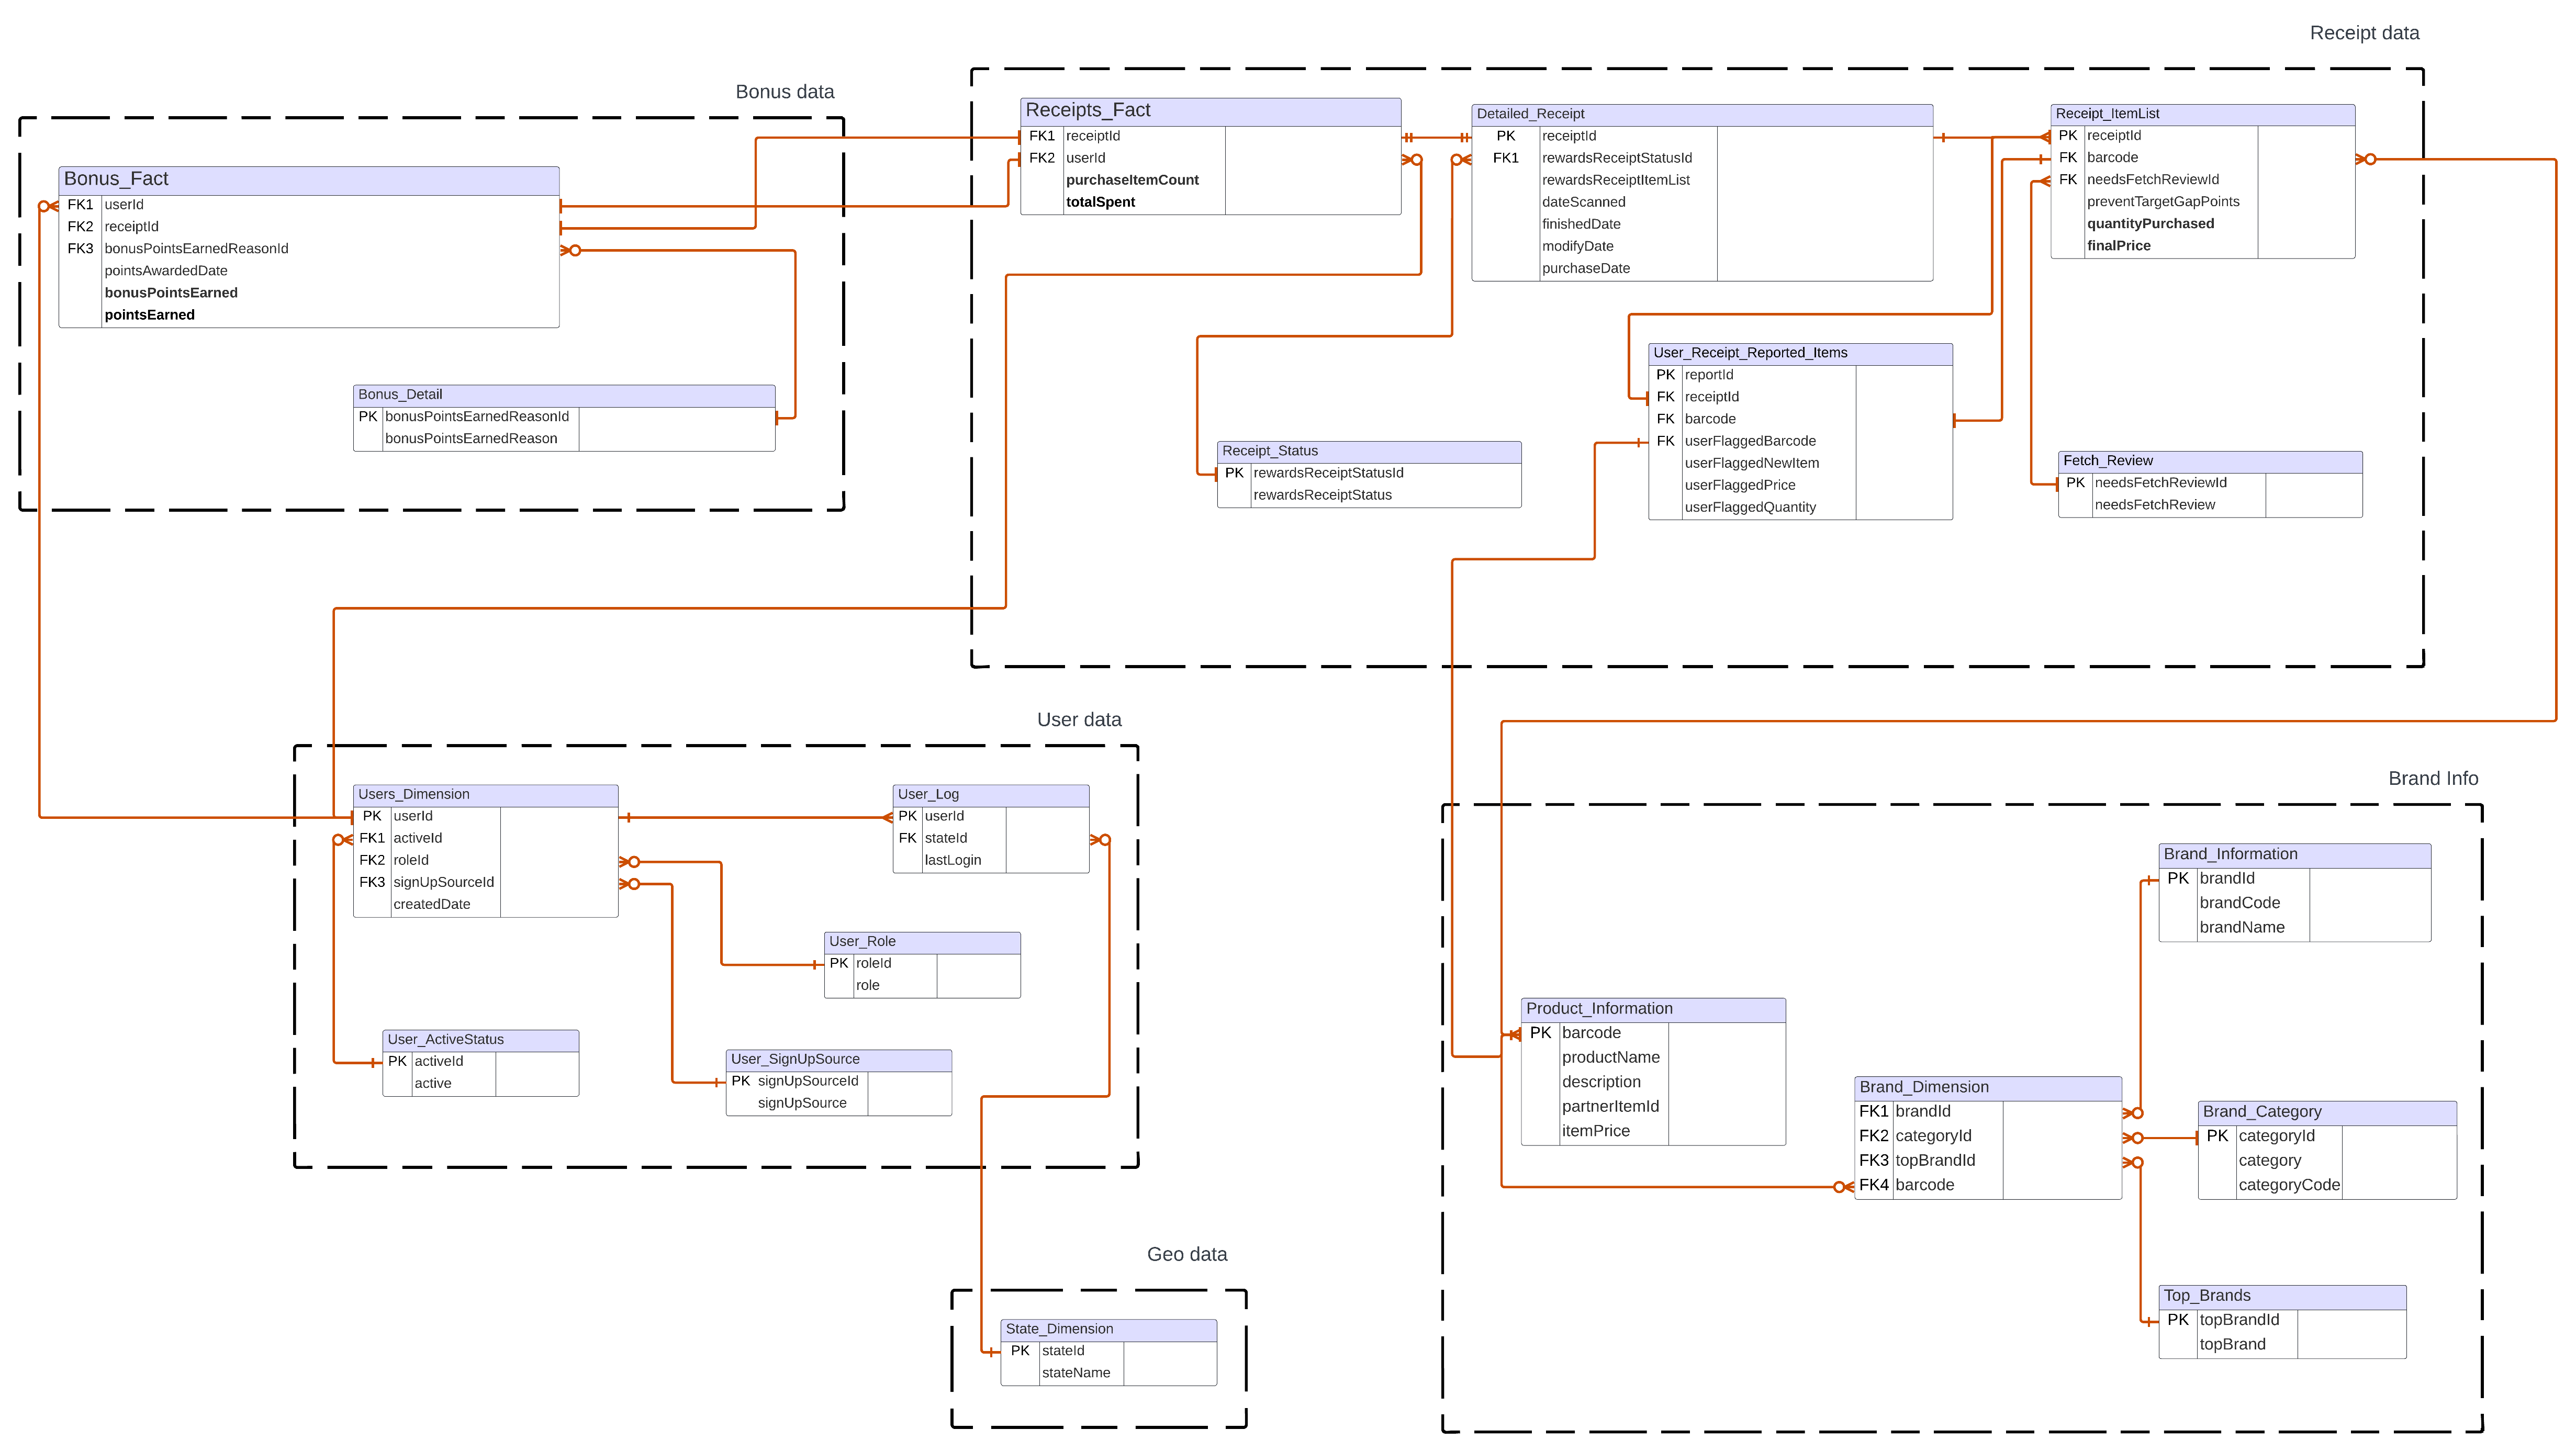 Receipt data
Bonus data
Receipts_Fact
FK1 receiptId
FK2 userId
purchaseItemCount
totalSpent
Detailed_Receipt
PK receiptId
FK1 rewardsReceiptStatusId
rewardsReceiptItemList
dateScanned
finishedDate
modifyDate
purchaseDate
Receipt_ItemList
PK receiptId
FK barcode
FK needsFetchReviewId
preventTargetGapPoints
quantityPurchased
finalPrice
Bonus_Fact
FK1 userId
FK2 receiptId
FK3 bonusPointsEarnedReasonId
pointsAwardedDate
bonusPointsEarned
pointsEarned
Bonus_Detail
PK bonusPointsEarnedReasonId
bonusPointsEarnedReason
User_Receipt_Reported_Items
PK reportId
FK receiptId
FK barcode
FK userFlaggedBarcode
userFlaggedNewItem
userFlaggedPrice
userFlaggedQuantity
Receipt_Status
PK rewardsReceiptStatusId
rewardsReceiptStatus
Fetch_Review
PK needsFetchReviewId
needsFetchReview
User data
Users_Dimension
PK userId
FK1 activeId
FK2 roleId
FK3 signUpSourceId
createdDate
User_Log
PK userId
FK stateId
lastLogin
User_Role
PK roleId
role
User_ActiveStatus
PK activeId
active
User_SignUpSource
PK signUpSourceId
signUpSource
Brand Info
Brand_Information
PK brandId
brandCode
brandName
Product_Information
PK barcode
productName
description
partnerItemId
itemPrice
Brand_Dimension
FK1 brandId
FK2 categoryId
FK3 topBrandId
FK4 barcode
Brand_Category
PK categoryId
category
categoryCode
Top_Brands
PK topBrandId
topBrand
Geo data
State_Dimension
PK stateId
stateName